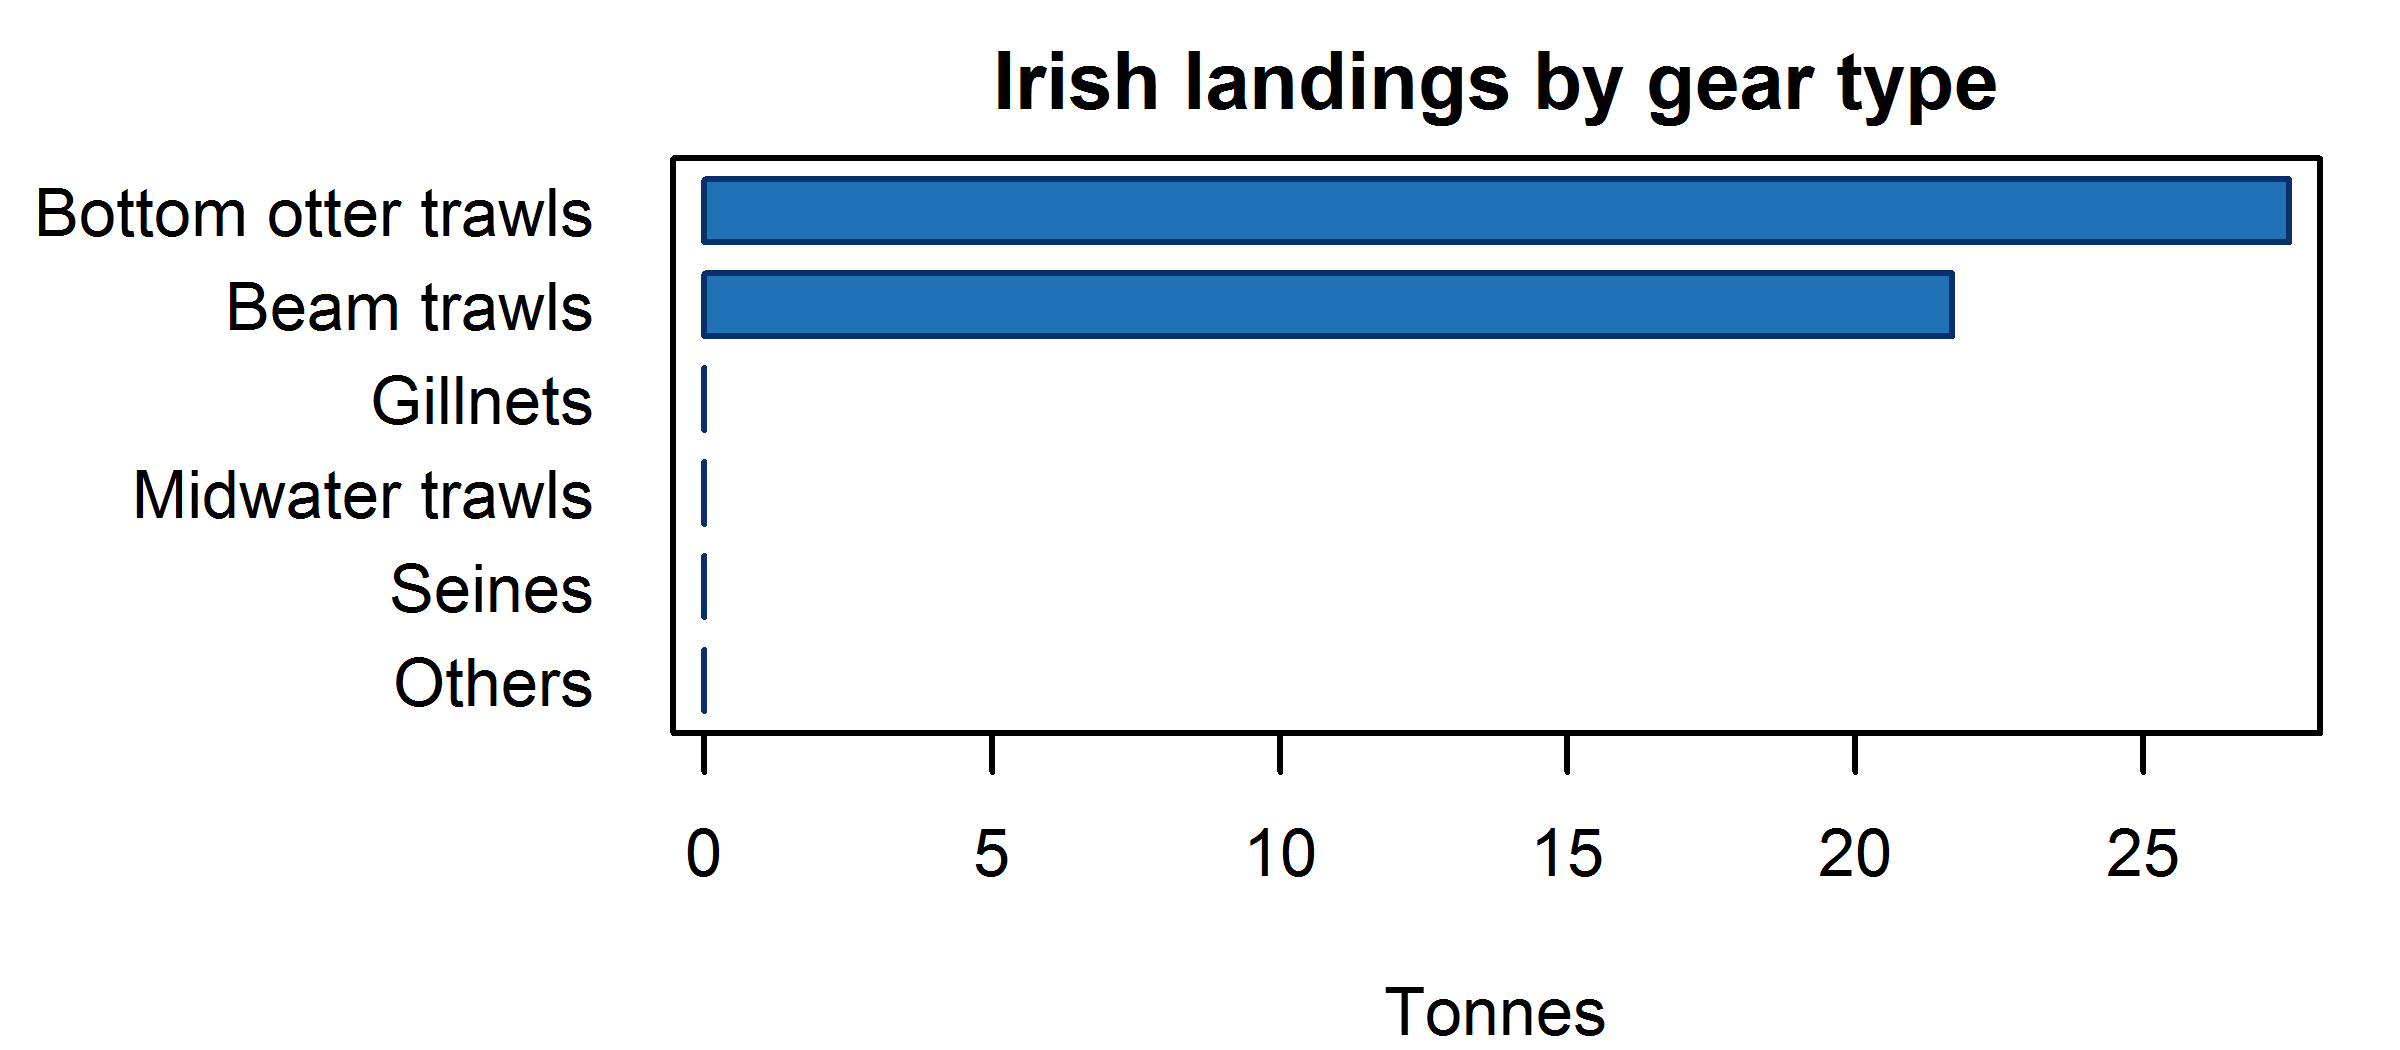 Irish landings by gear type
Bottom otter trawls
Beam trawls
Gillnets
Midwater trawls
Seines
Others
0 5 10 15 20 25
Tonnes